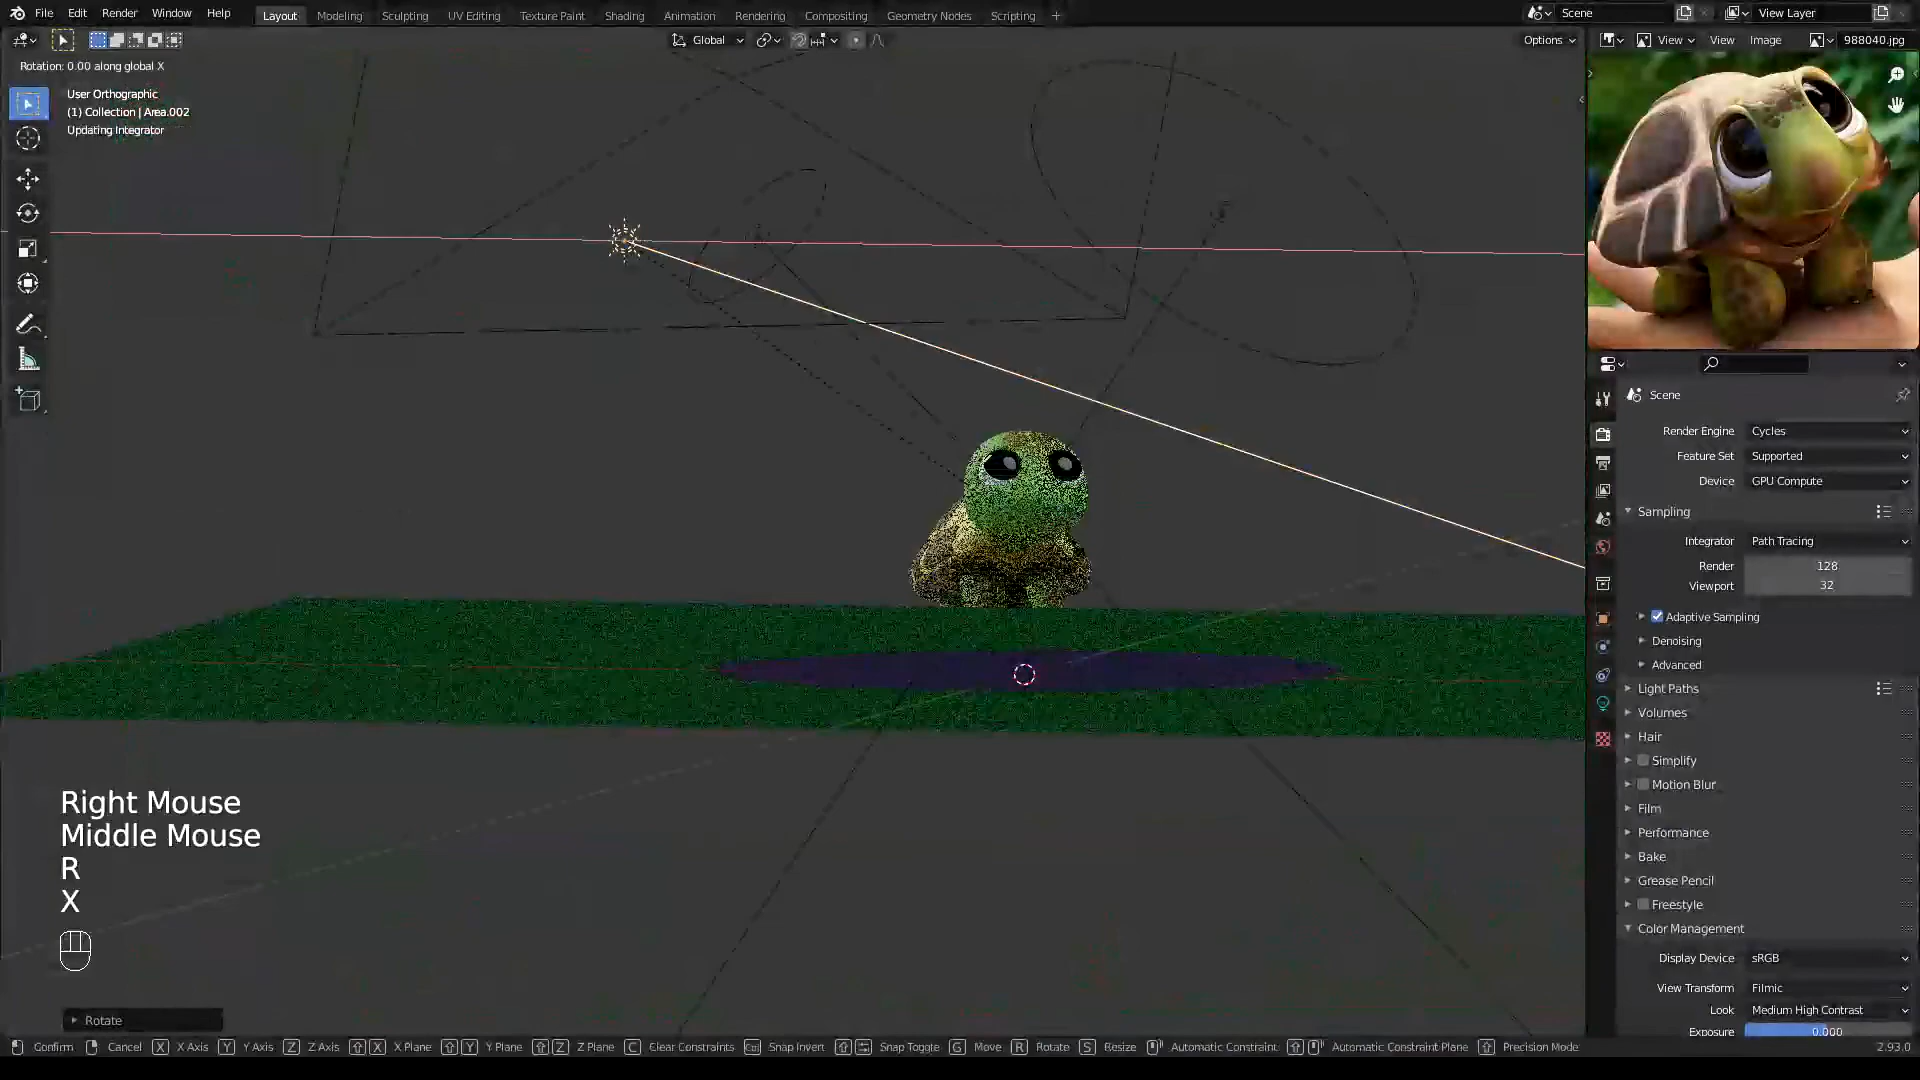 File Edit Render Window Help Layout Modeling Sculpting UV Editing Texture Paint Shading Animation Rendering Compositing Geometry Nodes Scripting + Scene View Layer
Global Options View View Image 988040.jpg
Rotation: 0.00 along global X
User Orthographic
(1) Collection | Area.002
Updating Integrator
Scene
Render Engine Cycles
Feature Set Supported
Device GPU Compute
Sampling
Integrator Path Tracing
Render 128
Viewport 32
Adaptive Sampling
Denoising
Advanced
Light Paths
Volumes
Hair
Simplify
Motion Blur
Film
Performance
Bake
Grease Pencil
Freestyle
Color Management
Display Device sRGB
View Transform Filmic
Look Medium High Contrast
Exposure 0.000
Right Mouse
Middle Mouse
R
X
Rotate
Confirm Cancel X X Axis Y Y Axis Z Z Axis X X Plane Y Y Plane Z Z Plane C Clear Constraints Snap Invert Snap Toggle G Move R Rotate S Resize Automatic Constraint Automatic Constraint Plane Precision Mode 2.93.0